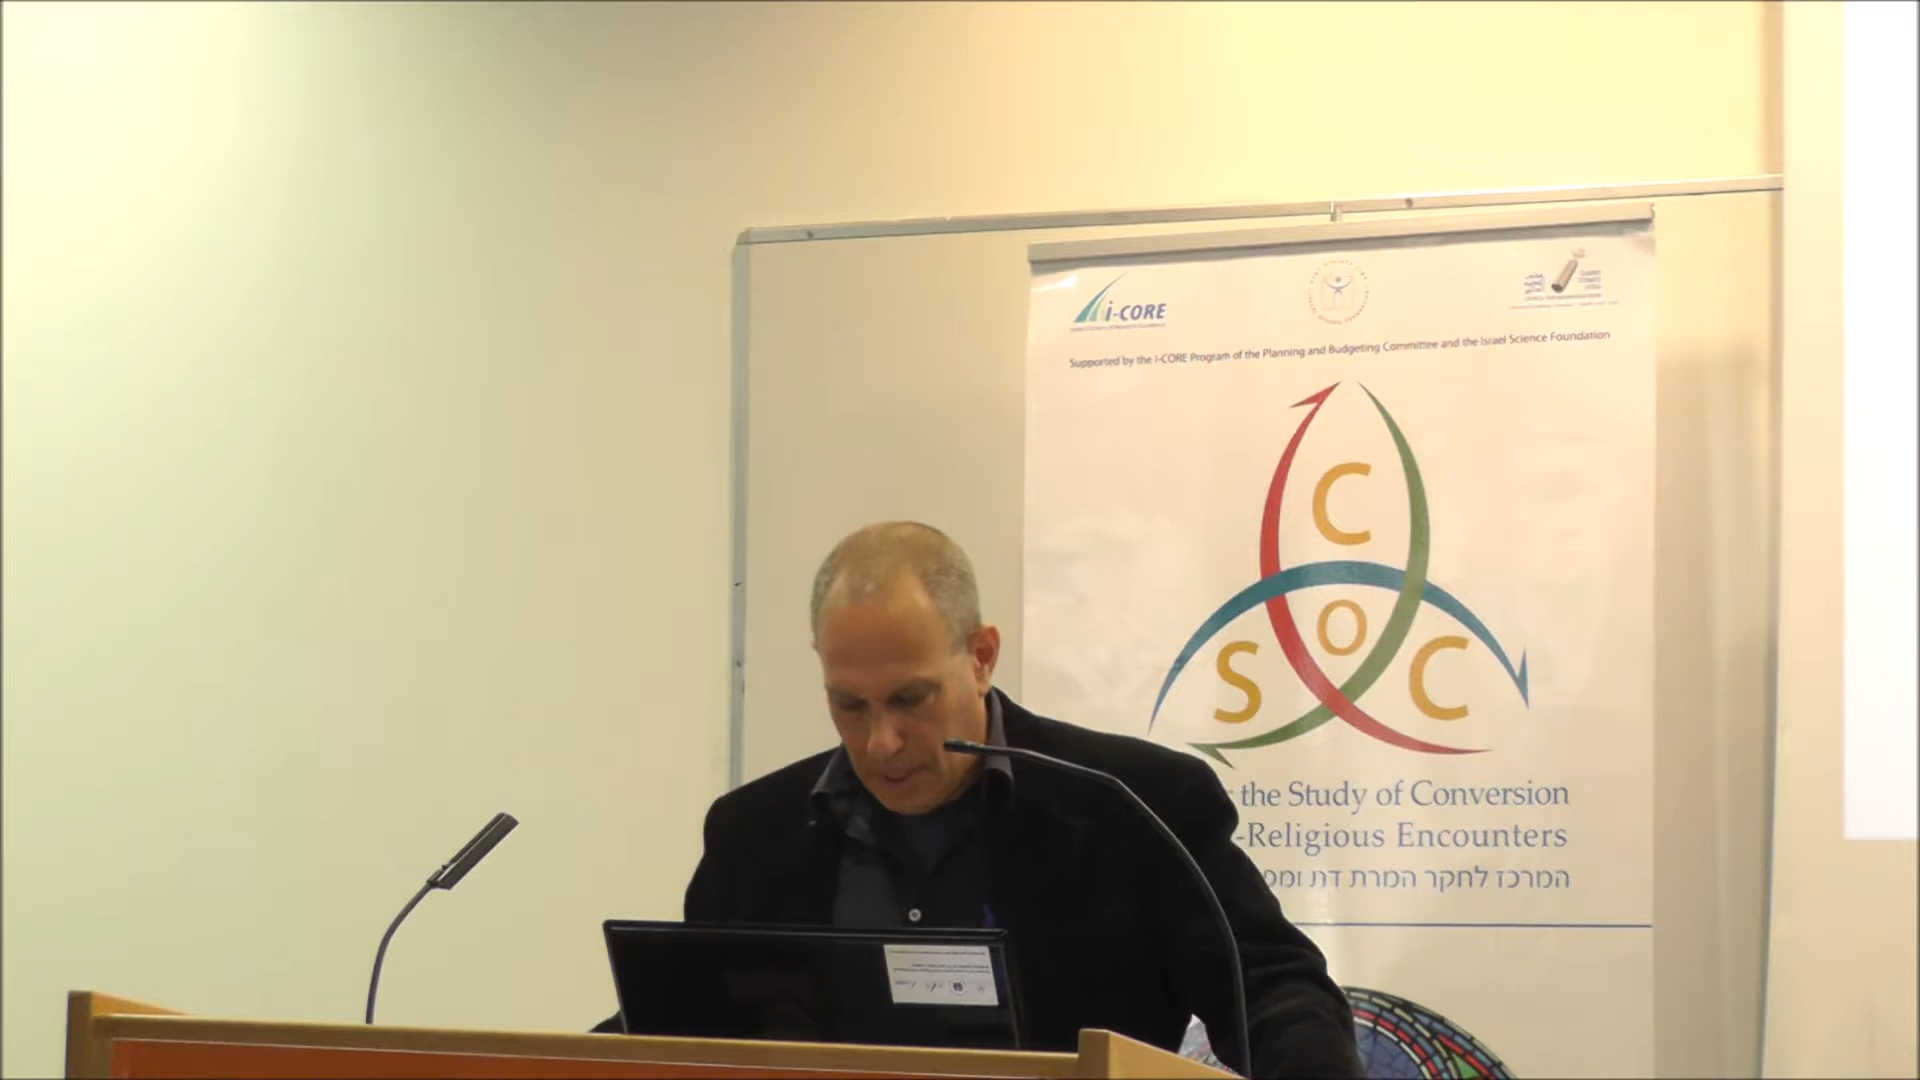 i-CORE
Supported by the I-CORE Program of the Planning and Budgeting Committee and the Israel Science Foundation
C
O
S C
the Study of Conversion
-Religious Encounters
המרכז לחקר המרת דת ומפ